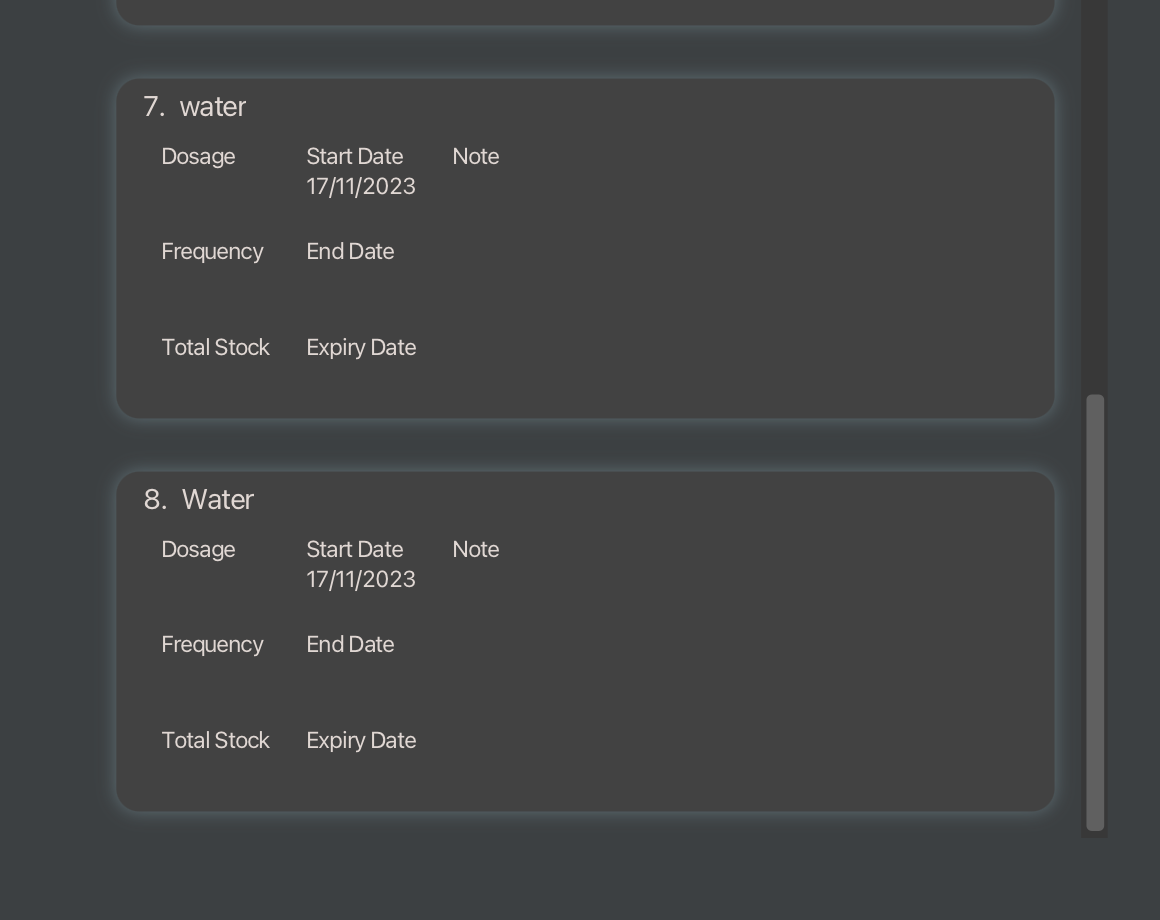 7. water
Dosage Start Date Note
17/11/2023
Frequency End Date
Total Stock Expiry Date
8. Water
Dosage Start Date Note
17/11/2023
Frequency End Date
Total Stock Expiry Date